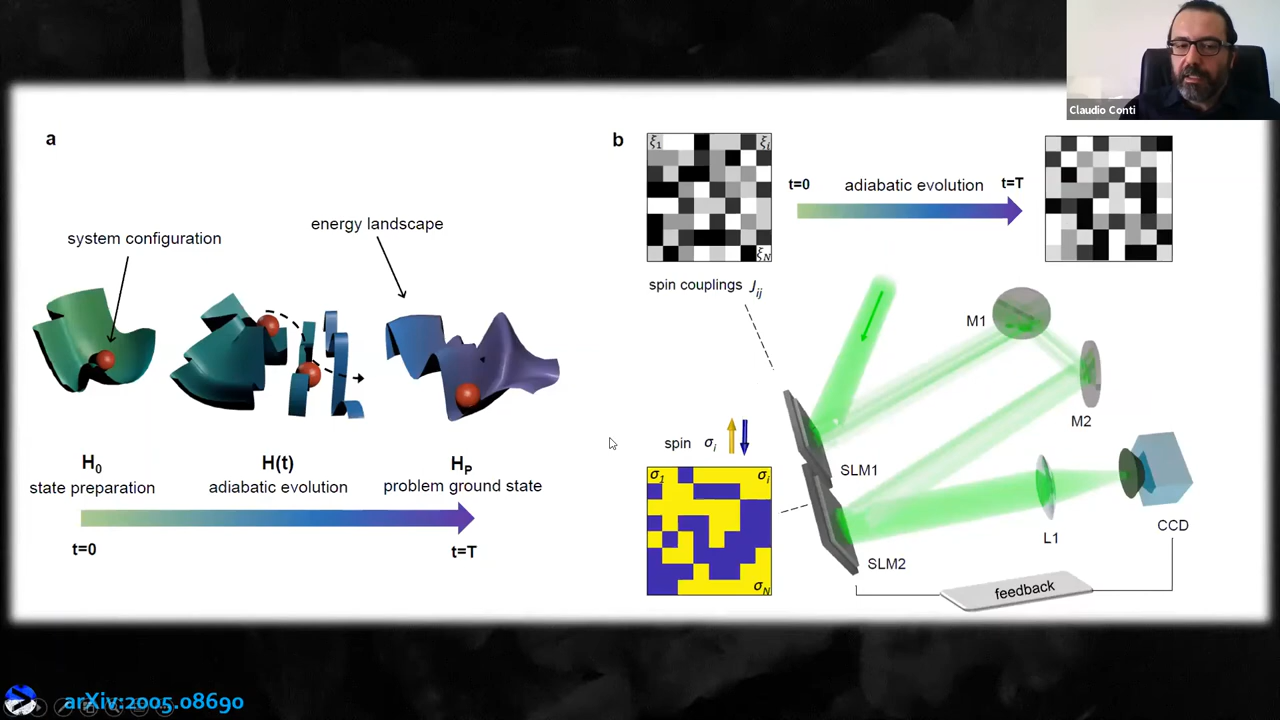 Claudio Conti
a
b
ξ1
ξi
ξN
t=0
adiabatic evolution
t=T
energy landscape
system configuration
spin couplings Jij
M1
M2
spin σi
SLM1
H0
H(t)
HP
state preparation
adiabatic evolution
problem ground state
t=0
t=T
σ1
σi
σN
CCD
L1
SLM2
feedback
arXiv:2005.08690